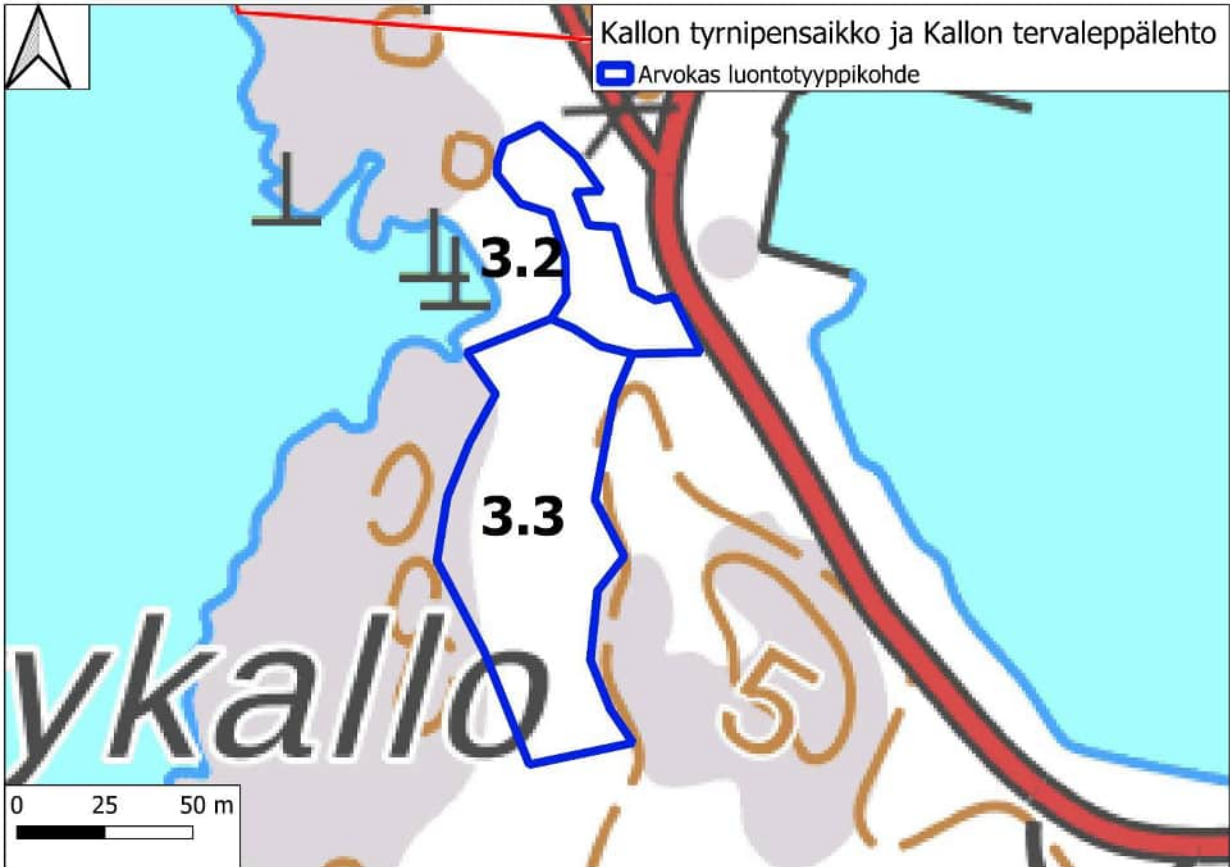 Kallon tyrnipensaikko ja Kallon tervaleppälehto
Arvokas luontotyyppikohde
3.2
3.3
ykallo
5
0 25 50 m